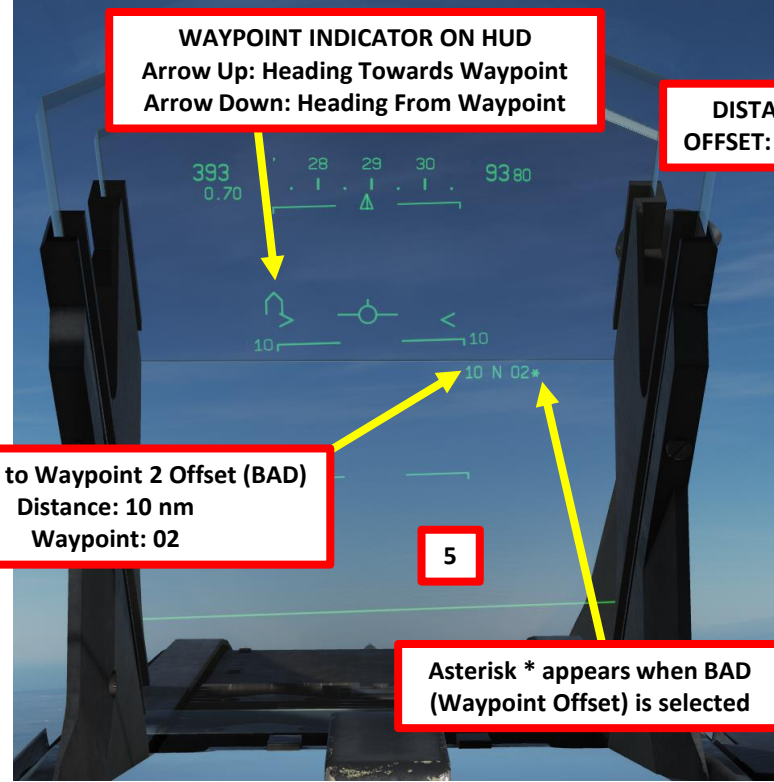 WAYPOINT INDICATOR ON HUD
Arrow Up: Heading Towards Waypoint
Arrow Down: Heading From Waypoint
DISTA
OFFSET:
393 28 29 30 93 80
0.70
10 10
10 N 02*
to Waypoint 2 Offset (BAD)
Distance: 10 nm
Waypoint: 02
5
Asterisk * appears when BAD
(Waypoint Offset) is selected